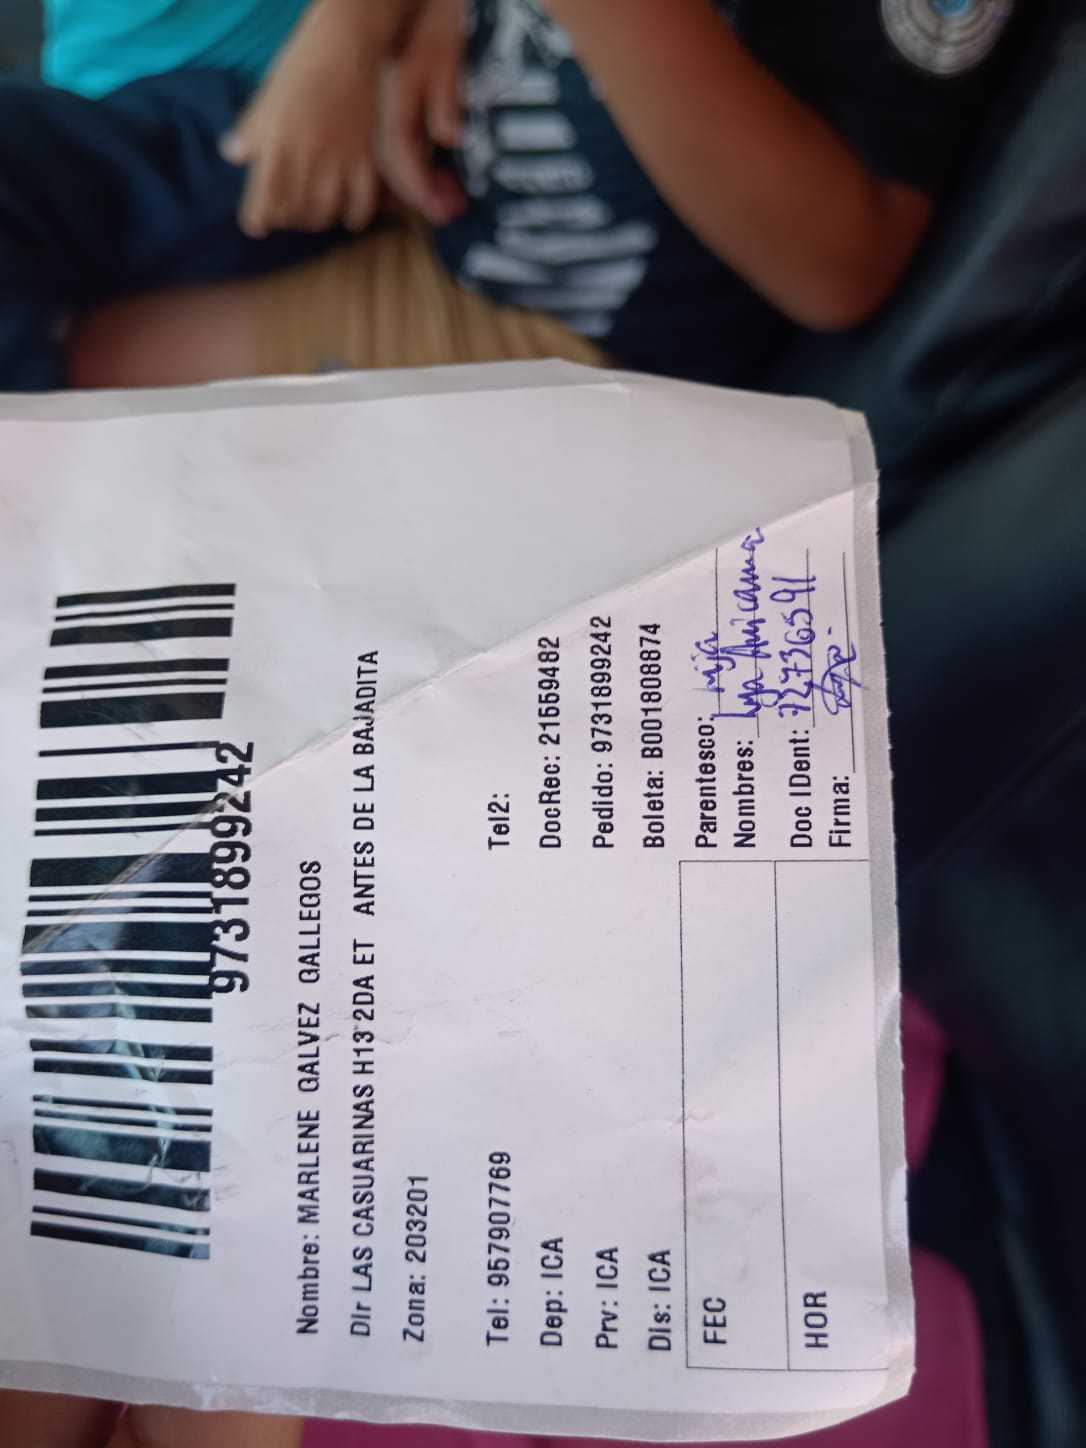 9731899242
Nombre: MARLENE GALVEZ GALLEGOS
DIr LAS CASUARINAS H13 2DA ET ANTES DE LA BAJADITA
Zona: 203201
Tel: 957907769 Tel2:
Dep: ICA DocRec: 21559482
Prv: ICA Pedido: 9731899242
DIs: ICA Boleta: B001808874
FEC Parentesco: hija
Nombres: Anicama
HOR Doc IDent: 72736591
Firma: